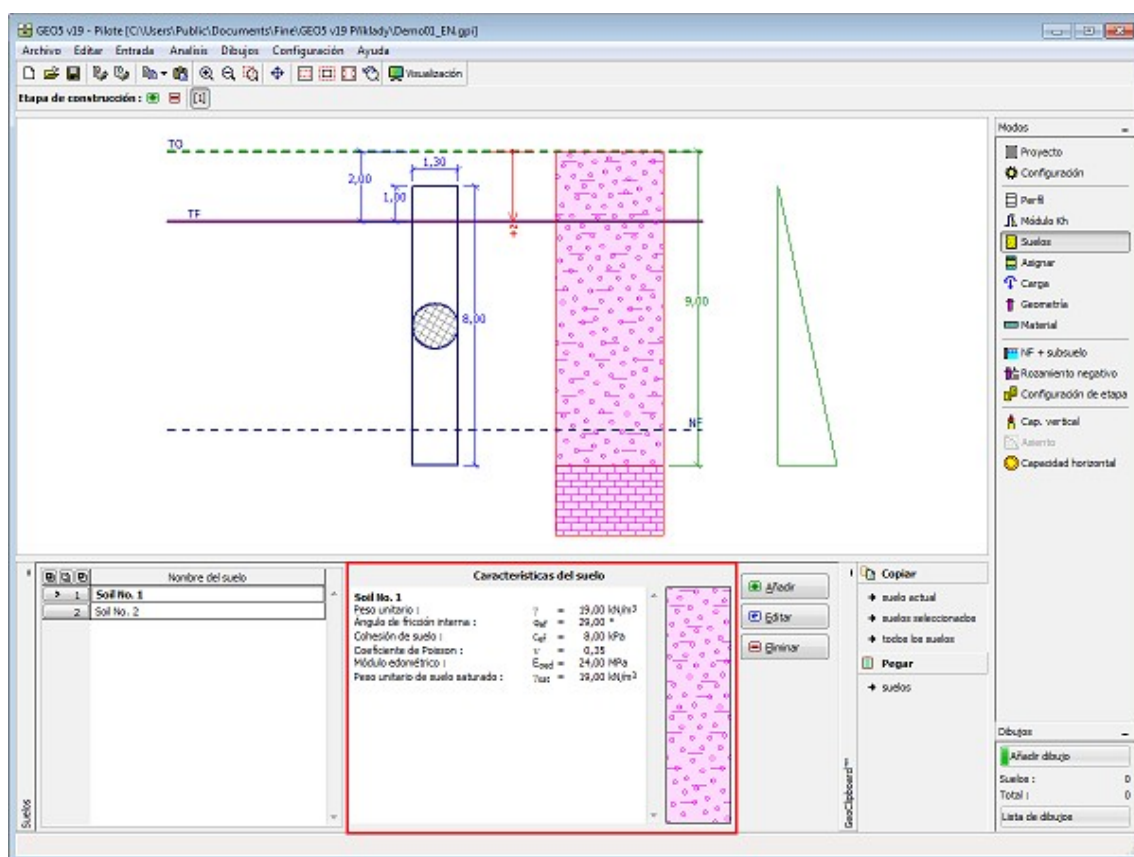 GEO5 v19 - Pilote [C:\Users\Public\Documents\Fine\GEO5 v19 Příklady\Demo01_EN.gpi]
Archivo Editar Entrada Analisis Dibujos Configuración Ayuda
Visualización
Etapa de construcción : [1]
TO
1,30
2,00
1,00
TF
+z
8,00
9,00
NF
Modos
Proyecto
Configuración
Perfil
Módulo Kh
Suelos
Asignar
Carga
Geometría
Material
NF + subsuelo
Rozamiento negativo
Configuración de etapa
Cap. vertical
Asiento
Capacidad horizontal
Nombre del suelo
1 Soil No. 1
2 Soil No. 2
Suelos
Características del suelo
Soil No. 1
Peso unitario : γ = 19,00 kN/m³
Angulo de fricción interna : φef = 29,00 °
Cohesión de suelo : cef = 8,00 kPa
Coeficiente de Poisson : ν = 0,35
Módulo edométrico : Eoed = 24,00 MPa
Peso unitario de suelo saturado : γsat = 19,00 kN/m³
Añadir
Editar
Eliminar
GeoClipboard™
Copiar
suelo actual
suelos seleccionados
todos los suelos
Pegar
suelos
Dibujos
Añadir dibujo
Suelos : 0
Total : 0
Lista de dibujos